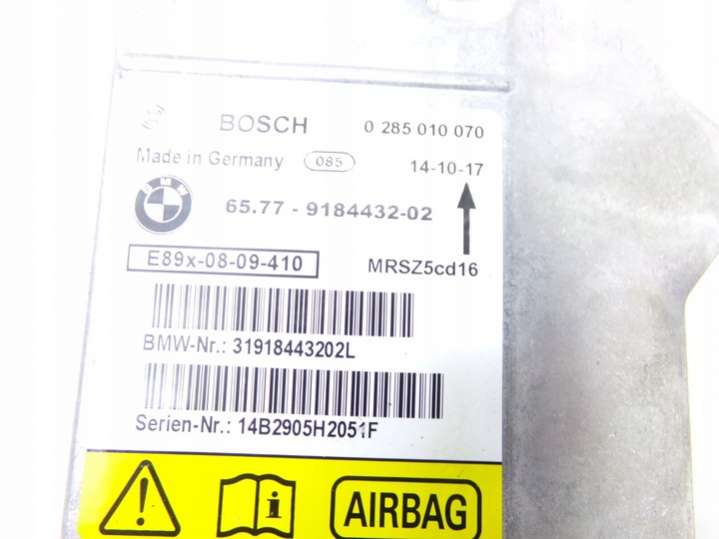 BOSCH 0 285 010 070
Made in Germany 085 14-10-17
BMW 65.77 - 9184432-02
E89x-08-09-410 MRSZ5cd16
BMW-Nr.: 31918443202L
Serien-Nr.: 14B2905H2051F
AIRBAG